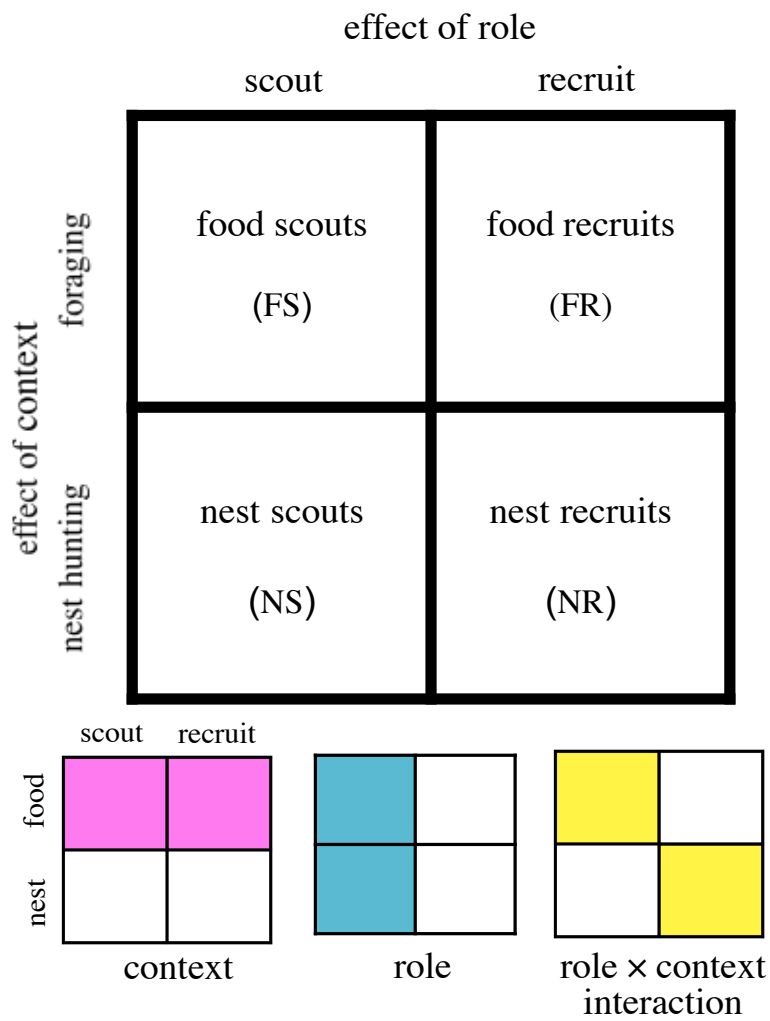 effect of role
scout recruit
effect of context
foraging
food scouts food recruits
(FS) (FR)
nest hunting
nest scouts nest recruits
(NS) (NR)
scout recruit
food
nest
context role role × context
interaction